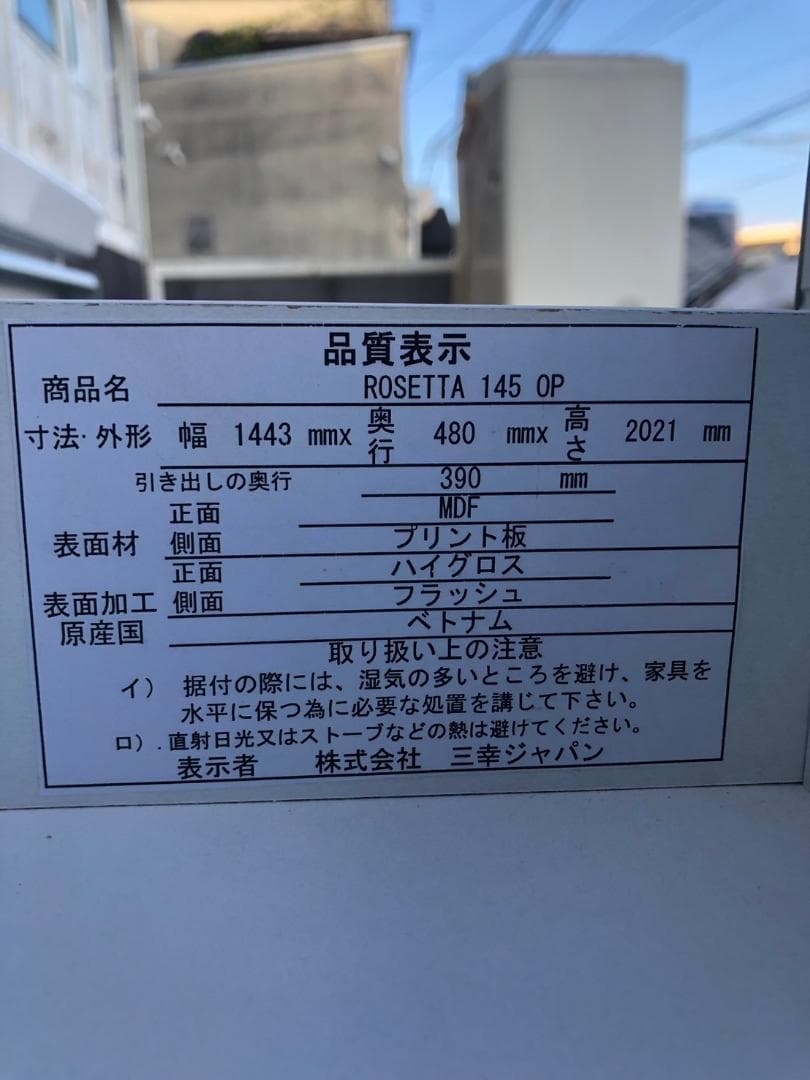 品質表示
商品名 ROSETTA 145 OP
寸法・外形 幅 1443 mmx 奥行 480 mmx 高さ 2021 mm
引き出しの奥行 390 mm
表面材 正面 MDF
側面 プリント板
表面加工 正面 ハイグロス
側面 フラッシュ
原産国 ベトナム
取り扱い上の注意
イ） 据付の際には、湿気の多いところを避け、家具を
水平に保つ為に必要な処置を講じて下さい。
ロ）.直射日光又はストーブなどの熱は避けてください。
表示者 株式会社 三幸ジャパン